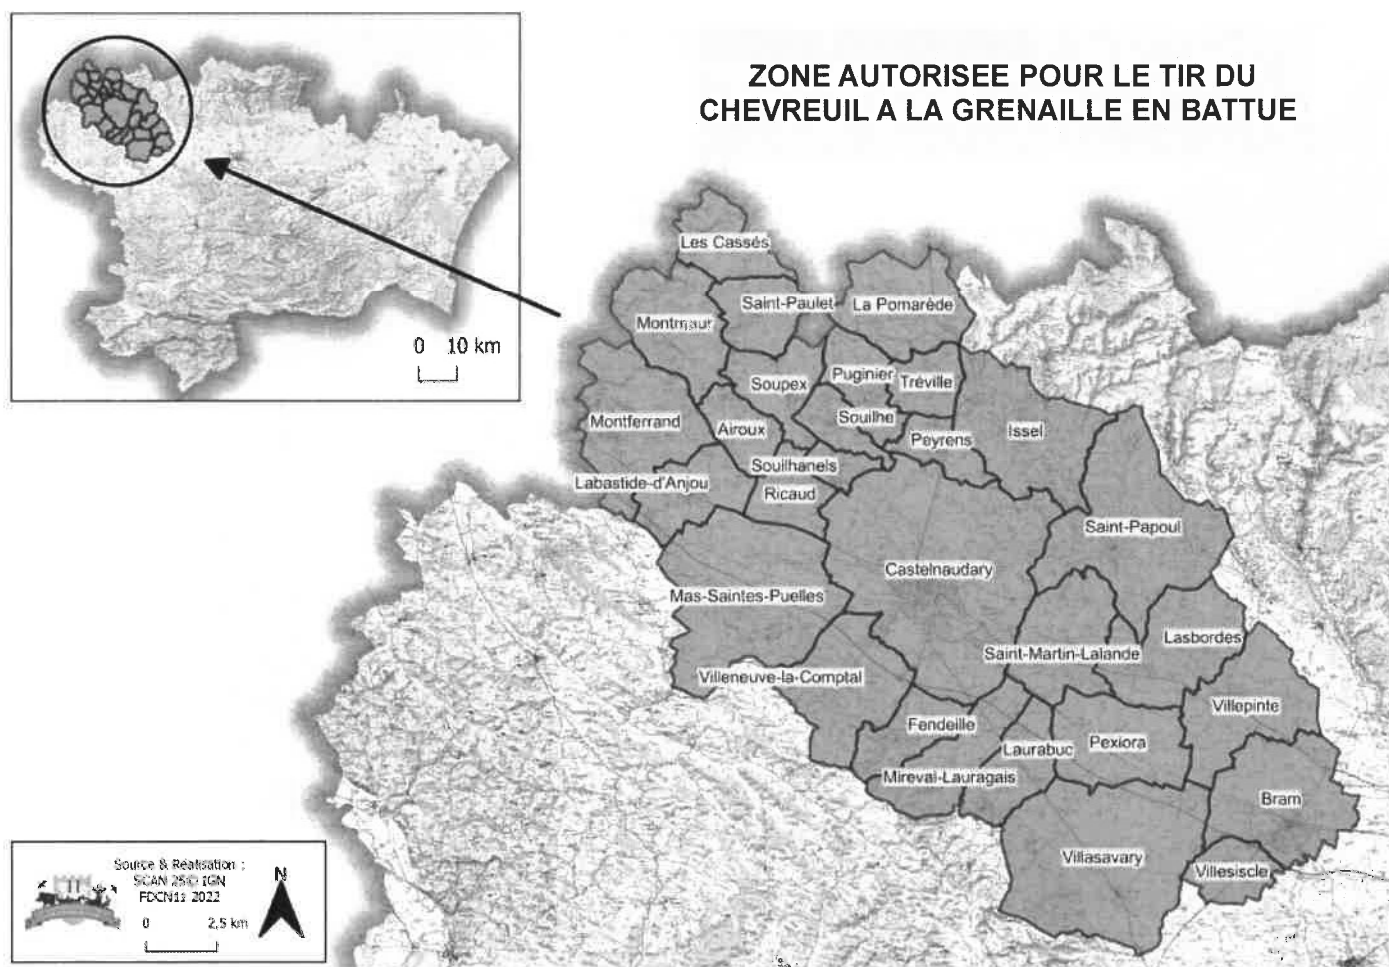 ZONE AUTORISEE POUR LE TIR DU
CHEVREUIL A LA GRENAILLE EN BATTUE
0 10 km
Les Cassés
Saint-Paulet
La Pomarède
Montmaur
Puginier
Tréville
Soupex
Souilhe
Montferrand
Airoux
Peyrens
Issel
Souilhanels
Labastide-d'Anjou
Ricaud
Saint-Papoul
Castelnaudary
Mas-Saintes-Puelles
Lasbordes
Saint-Martin-Lalande
Villeneuve-la-Comptal
Villepinte
Fendeille
Laurabuc
Pexiora
Mireval-Lauragais
Bram
Villasavary
Villesiscle
Source & Réalisation :
SCAN 25© IGN
FDCN11 2022
0 2,5 km
N